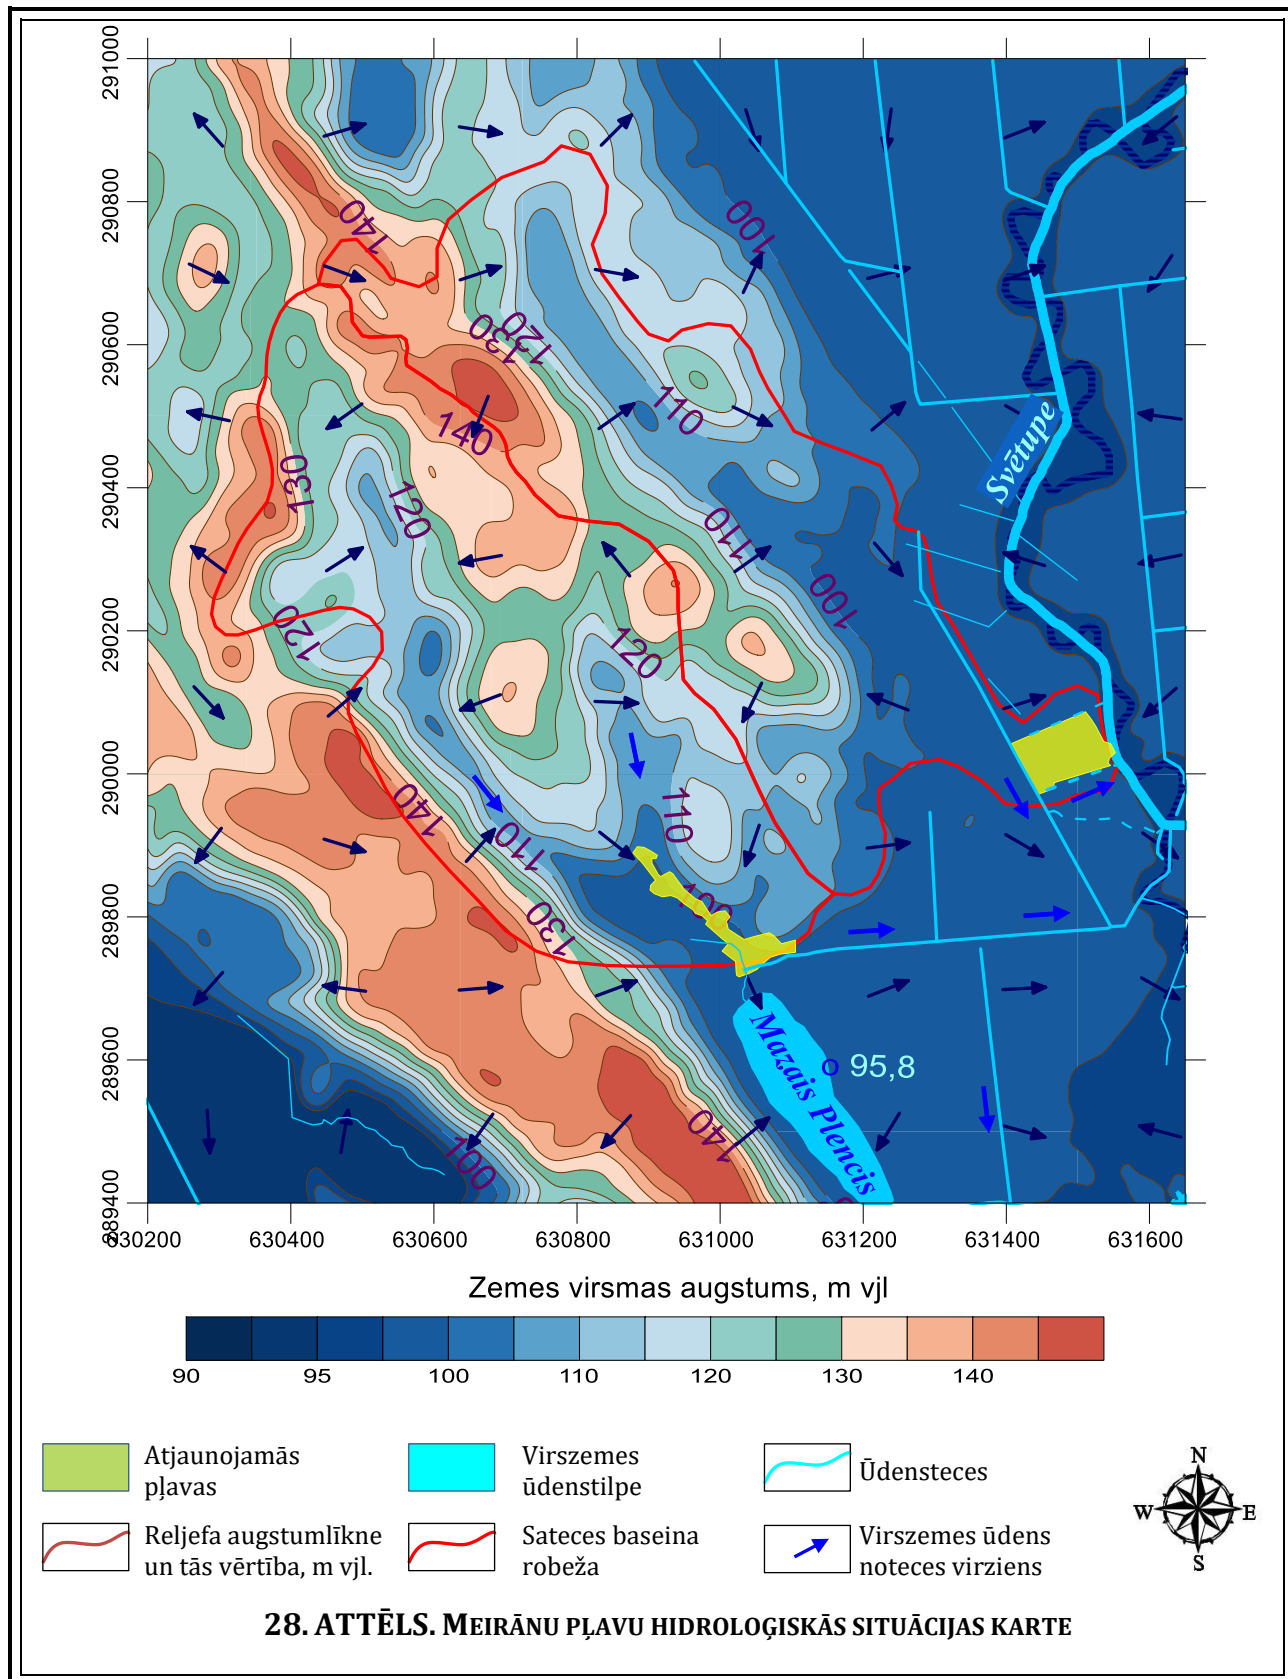 291000
290800
290600
290400
290200
290000
289800
289600
289400
140
100
130
120
110
140
130
120
110
100
120
120
110
140
110
130
100
140
100
Svētupe
Mazais Plencis
95,8
630200
630400
630600
630800
631000
631200
631400
631600
Zemes virsmas augstums, m vjl
90
95
100
110
120
130
140
Atjaunojamās
pļavas
Virszemes
ūdenstilpe
Ūdensteces
Reljefa augstumlīkne
un tās vērtība, m vjl.
Sateces baseina
robeža
Virszemes ūdens
noteces virziens
N
W
E
S
28. ATTĒLS. MEIRĀNU PĻAVU HIDROLOĢISKĀS SITUĀCIJAS KARTE